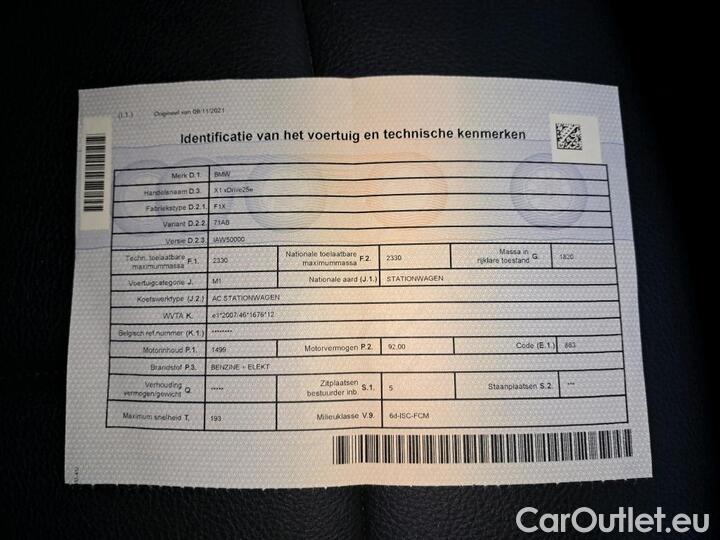 (I.1.) Origineel van 09/11/2021
Identificatie van het voertuig en technische kenmerken
Merk D.1. BMW
Handelsnaam D.3. X1 xDrive25e
Fabriekstype D.2.1. F1X
Variant D.2.2. 71AB
Versie D.2.3. IAW50000
Techn. toelaatbare maximummassa F.1. 2330 Nationale toelaatbare maximummassa F.2. 2330 Massa in rijklare toestand G. 1820
Voertuigcategorie J. M1 Nationale aard (J.1.) STATIONWAGEN
Koetswerktype (J.2.) AC STATIONWAGEN
WVTA K. e1*2007/46*1676*12
Belgisch ref.nummer (K.1.) ********
Motorinhoud P.1. 1499 Motorvermogen P.2. 92.00 Code (E.1.) 883
Brandstof P.3. BENZINE + ELEKT
Verhouding vermogen/gewicht Q. ***** Zitplaatsen bestuurder inb. S.1. 5 Staanplaatsen S.2. ***
Maximum snelheid T. 193 Milieuklasse V.9. 6d-ISC-FCM
CarOutlet.eu